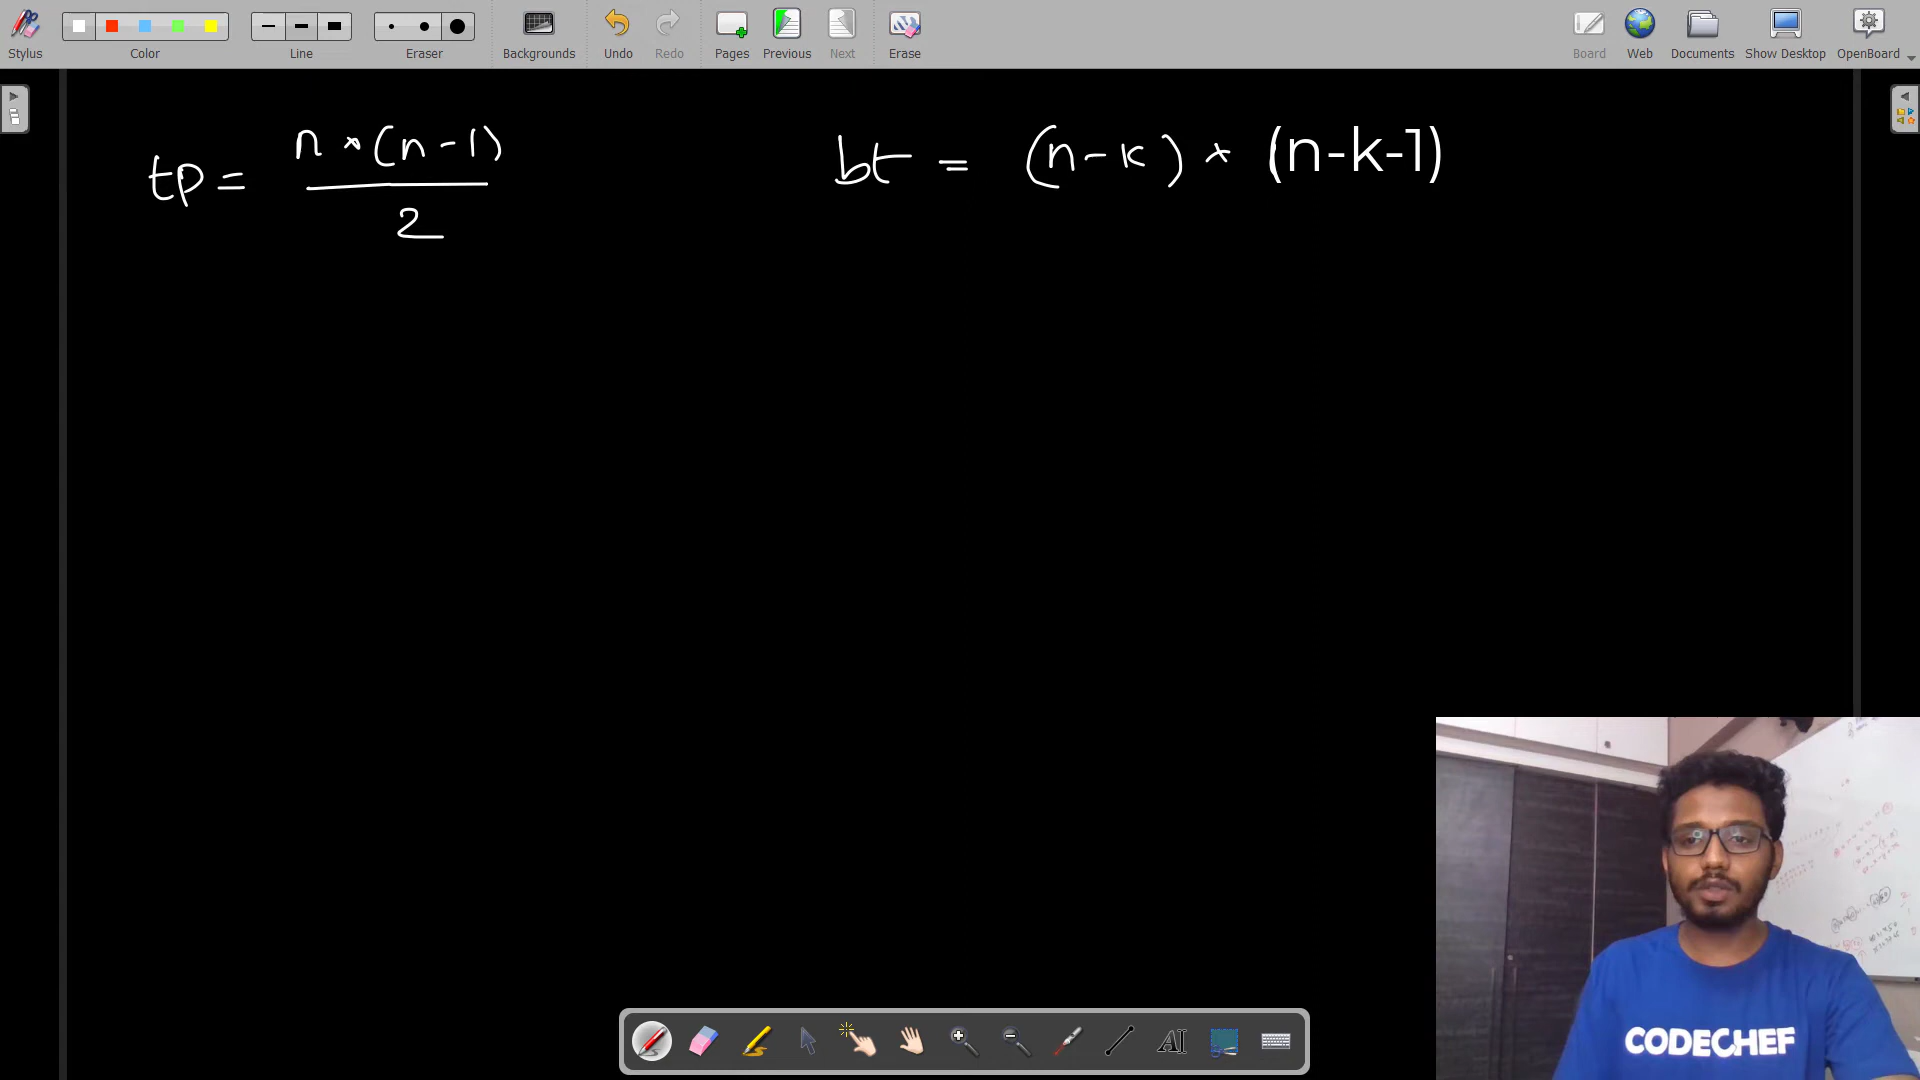 Stylus Color Line Eraser Backgrounds Undo Redo Pages Previous Next Erase Board Web Documents Show Desktop OpenBoard
tp = n * (n - 1)
2
bt = (n - k) * (n-k-1)
CODECHEF